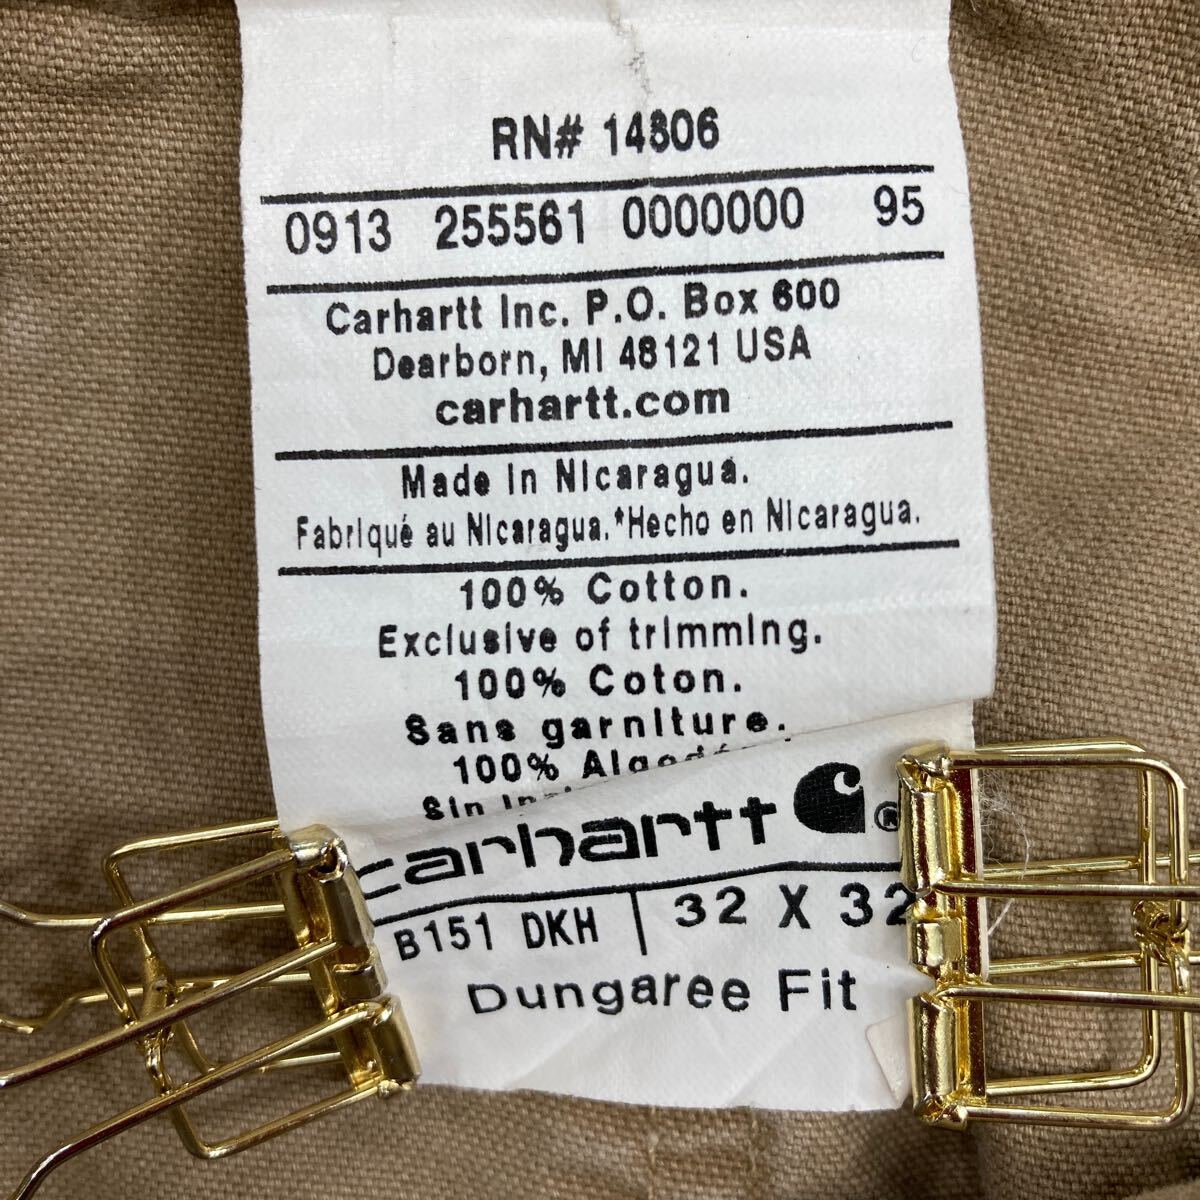 RN# 14806
0913 255561 0000000 95
Carhartt Inc. P.O. Box 600
Dearborn, MI 48121 USA
carhartt.com
Made in Nicaragua.
Fabriqué au Nicaragua.*Hecho en Nicaragua.
100% Cotton.
Exclusive of trimming.
100% Coton.
Sans garniture.
100%
Sin
carhartt ®
B151 DKH 32 X 32
Dungaree Fit